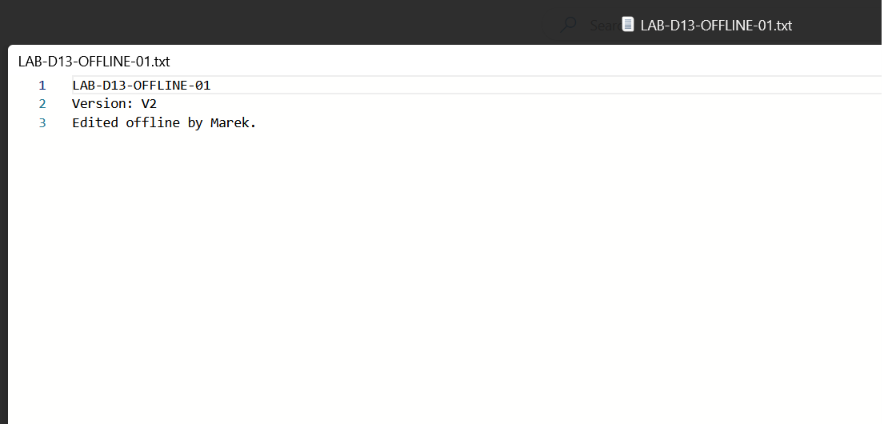 Sear
LAB-D13-OFFLINE-01.txt
LAB-D13-OFFLINE-01.txt
1 LAB-D13-OFFLINE-01
2 Version: V2
3 Edited offline by Marek.